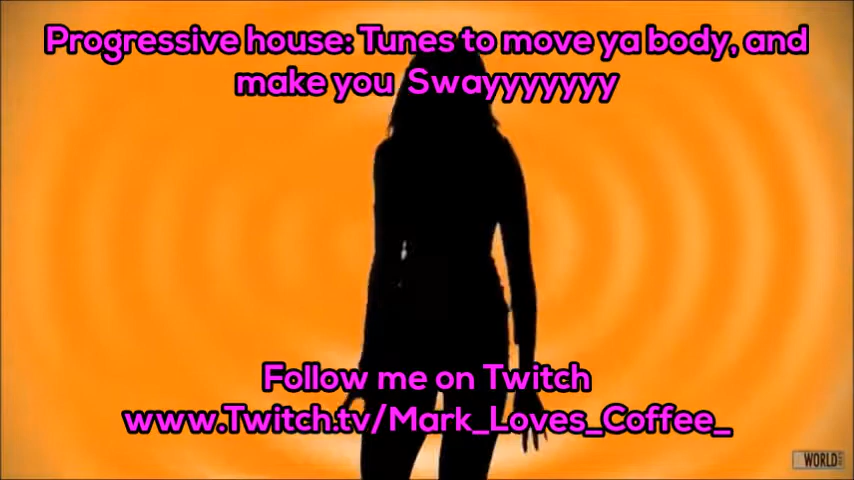 Progressive house: Tunes to move ya body, and
make you Swayyyyyyy
Follow me on Twitch
www.Twitch.tv/Mark_Loves_Coffee_
WORLD